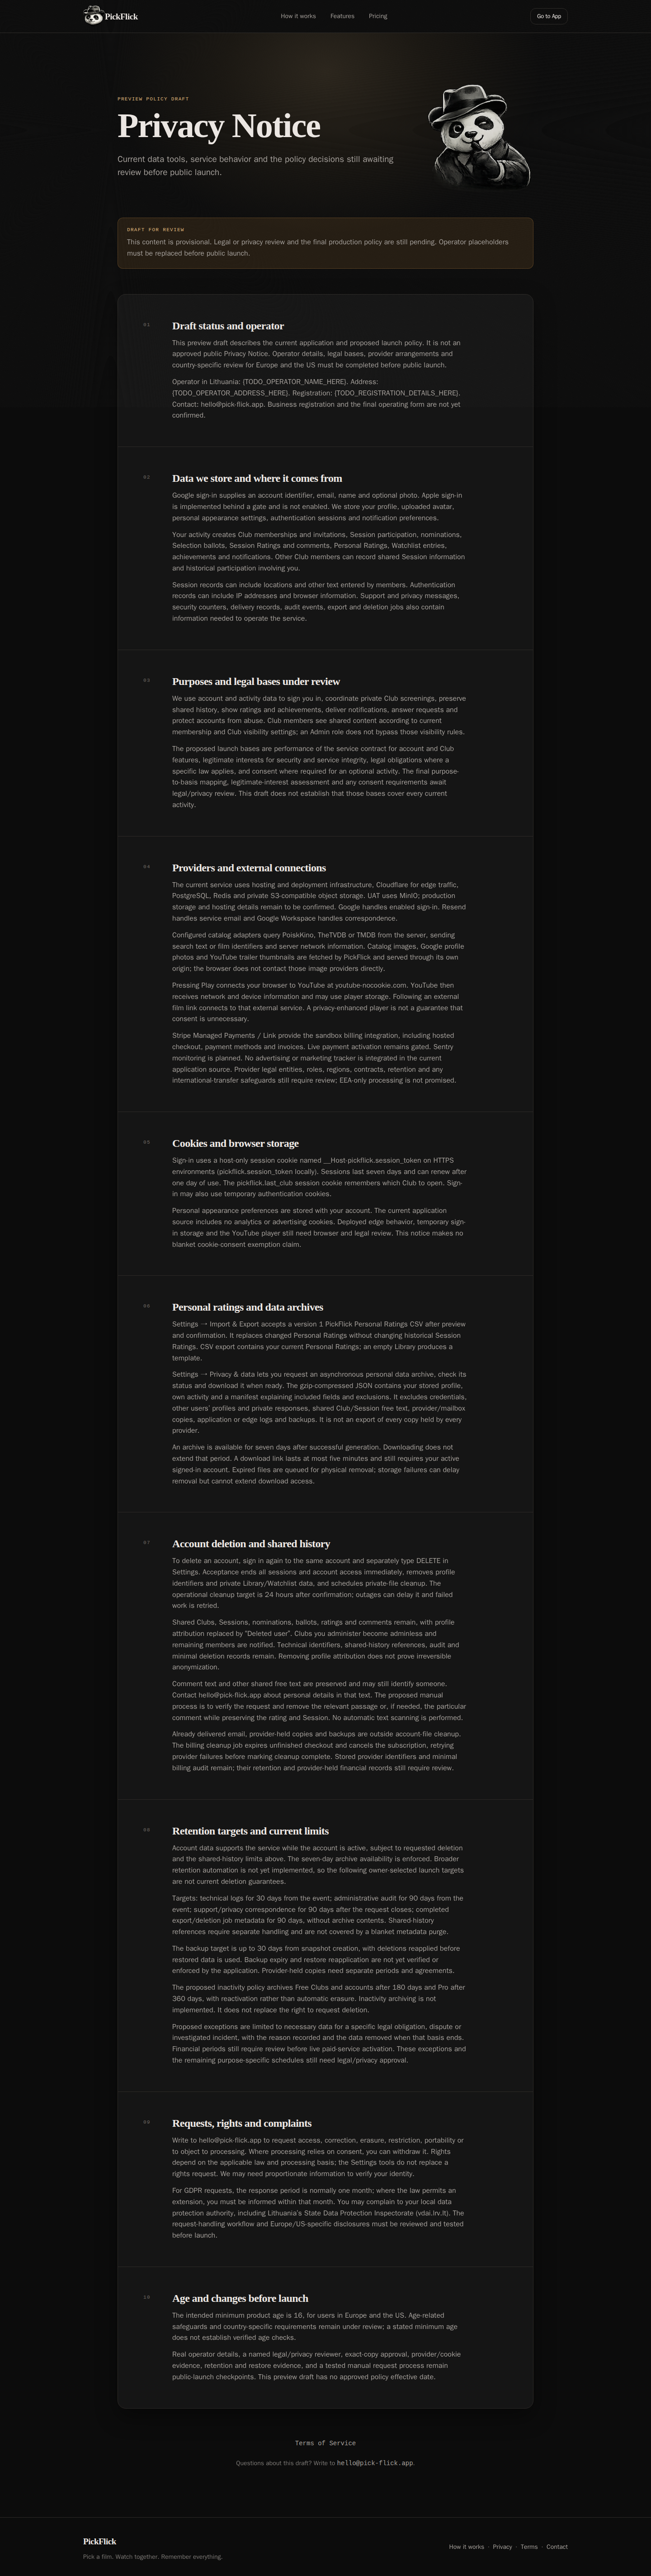 PickFlick
How it works
Features
Pricing
Go to App
PREVIEW POLICY DRAFT
Privacy Notice
Current data tools, service behavior and the policy decisions still awaiting
review before public launch.
DRAFT FOR REVIEW
This content is provisional. Legal or privacy review and the final production policy are still pending. Operator placeholders
must be replaced before public launch.
01
Draft status and operator
This preview draft describes the current application and proposed launch policy. It is not an
approved public Privacy Notice. Operator details, legal bases, provider arrangements and
country-specific review for Europe and the US must be completed before public launch.
Operator in Lithuania: {TODO_OPERATOR_NAME_HERE}. Address:
{TODO_OPERATOR_ADDRESS_HERE}. Registration: {TODO_REGISTRATION_DETAILS_HERE}.
Contact: hello@pick-flick.app. Business registration and the final operating form are not yet
confirmed.
02
Data we store and where it comes from
Google sign-in supplies an account identifier, email, name and optional photo. Apple sign-in
is implemented behind a gate and is not enabled. We store your profile, uploaded avatar,
personal appearance settings, authentication sessions and notification preferences.
Your activity creates Club memberships and invitations, Session participation, nominations,
Selection ballots, Session Ratings and comments, Personal Ratings, Watchlist entries,
achievements and notifications. Other Club members can record shared Session information
and historical participation involving you.
Session records can include locations and other text entered by members. Authentication
records can include IP addresses and browser information. Support and privacy messages,
security counters, delivery records, audit events, export and deletion jobs also contain
information needed to operate the service.
03
Purposes and legal bases under review
We use account and activity data to sign you in, coordinate private Club screenings, preserve
shared history, show ratings and achievements, deliver notifications, answer requests and
protect accounts from abuse. Club members see shared content according to current
membership and Club visibility settings; an Admin role does not bypass those visibility rules.
The proposed launch bases are performance of the service contract for account and Club
features, legitimate interests for security and service integrity, legal obligations where a
specific law applies, and consent where required for an optional activity. The final purpose-
to-basis mapping, legitimate-interest assessment and any consent requirements await
legal/privacy review. This draft does not establish that those bases cover every current
activity.
04
Providers and external connections
The current service uses hosting and deployment infrastructure, Cloudflare for edge traffic,
PostgreSQL, Redis and private S3-compatible object storage. UAT uses MinIO; production
storage and hosting details remain to be confirmed. Google handles enabled sign-in. Resend
handles service email and Google Workspace handles correspondence.
Configured catalog adapters query PoiskKino, TheTVDB or TMDB from the server, sending
search text or film identifiers and server network information. Catalog images, Google profile
photos and YouTube trailer thumbnails are fetched by PickFlick and served through its own
origin; the browser does not contact those image providers directly.
Pressing Play connects your browser to YouTube at youtube-nocookie.com. YouTube then
receives network and device information and may use player storage. Following an external
film link connects to that external service. A privacy-enhanced player is not a guarantee that
consent is unnecessary.
Stripe Managed Payments / Link provide the sandbox billing integration, including hosted
checkout, payment methods and invoices. Live payment activation remains gated. Sentry
monitoring is planned. No advertising or marketing tracker is integrated in the current
application source. Provider legal entities, roles, regions, contracts, retention and any
international-transfer safeguards still require review; EEA-only processing is not promised.
05
Cookies and browser storage
Sign-in uses a host-only session cookie named __Host-pickflick.session_token on HTTPS
environments (pickflick.session_token locally). Sessions last seven days and can renew after
one day of use. The pickflick.last_club session cookie remembers which Club to open. Sign-
in may also use temporary authentication cookies.
Personal appearance preferences are stored with your account. The current application
source includes no analytics or advertising cookies. Deployed edge behavior, temporary sign-
in storage and the YouTube player still need browser and legal review. This notice makes no
blanket cookie-consent exemption claim.
06
Personal ratings and data archives
Settings → Import & Export accepts a version 1 PickFlick Personal Ratings CSV after preview
and confirmation. It replaces changed Personal Ratings without changing historical Session
Ratings. CSV export contains your current Personal Ratings; an empty Library produces a
template.
Settings → Privacy & data lets you request an asynchronous personal data archive, check its
status and download it when ready. The gzip-compressed JSON contains your stored profile,
own activity and a manifest explaining included fields and exclusions. It excludes credentials,
other users' profiles and private responses, shared Club/Session free text, provider/mailbox
copies, application or edge logs and backups. It is not an export of every copy held by every
provider.
An archive is available for seven days after successful generation. Downloading does not
extend that period. A download link lasts at most five minutes and still requires your active
signed-in account. Expired files are queued for physical removal; storage failures can delay
removal but cannot extend download access.
07
Account deletion and shared history
To delete an account, sign in again to the same account and separately type DELETE in
Settings. Acceptance ends all sessions and account access immediately, removes profile
identifiers and private Library/Watchlist data, and schedules private-file cleanup. The
operational cleanup target is 24 hours after confirmation; outages can delay it and failed
work is retried.
Shared Clubs, Sessions, nominations, ballots, ratings and comments remain, with profile
attribution replaced by "Deleted user". Clubs you administer become adminless and
remaining members are notified. Technical identifiers, shared-history references, audit and
minimal deletion records remain. Removing profile attribution does not prove irreversible
anonymization.
Comment text and other shared free text are preserved and may still identify someone.
Contact hello@pick-flick.app about personal details in that text. The proposed manual
process is to verify the request and remove the relevant passage or, if needed, the particular
comment while preserving the rating and Session. No automatic text scanning is performed.
Already delivered email, provider-held copies and backups are outside account-file cleanup.
The billing cleanup job expires unfinished checkout and cancels the subscription, retrying
provider failures before marking cleanup complete. Stored provider identifiers and minimal
billing audit remain; their retention and provider-held financial records still require review.
08
Retention targets and current limits
Account data supports the service while the account is active, subject to requested deletion
and the shared-history limits above. The seven-day archive availability is enforced. Broader
retention automation is not yet implemented, so the following owner-selected launch targets
are not current deletion guarantees.
Targets: technical logs for 30 days from the event; administrative audit for 90 days from the
event; support/privacy correspondence for 90 days after the request closes; completed
export/deletion job metadata for 90 days, without archive contents. Shared-history
references require separate handling and are not covered by a blanket metadata purge.
The backup target is up to 30 days from snapshot creation, with deletions reapplied before
restored data is used. Backup expiry and restore reapplication are not yet verified or
enforced by the application. Provider-held copies need separate periods and agreements.
The proposed inactivity policy archives Free Clubs and accounts after 180 days and Pro after
360 days, with reactivation rather than automatic erasure. Inactivity archiving is not
implemented. It does not replace the right to request deletion.
Proposed exceptions are limited to necessary data for a specific legal obligation, dispute or
investigated incident, with the reason recorded and the data removed when that basis ends.
Financial periods still require review before live paid-service activation. These exceptions and
the remaining purpose-specific schedules still need legal/privacy approval.
09
Requests, rights and complaints
Write to hello@pick-flick.app to request access, correction, erasure, restriction, portability or
to object to processing. Where processing relies on consent, you can withdraw it. Rights
depend on the applicable law and processing basis; the Settings tools do not replace a
rights request. We may need proportionate information to verify your identity.
For GDPR requests, the response period is normally one month; where the law permits an
extension, you must be informed within that month. You may complain to your local data
protection authority, including Lithuania's State Data Protection Inspectorate (vdai.lrv.lt). The
request-handling workflow and Europe/US-specific disclosures must be reviewed and tested
before launch.
10
Age and changes before launch
The intended minimum product age is 16, for users in Europe and the US. Age-related
safeguards and country-specific requirements remain under review; a stated minimum age
does not establish verified age checks.
Real operator details, a named legal/privacy reviewer, exact-copy approval, provider/cookie
evidence, retention and restore evidence, and a tested manual request process remain
public-launch checkpoints. This preview draft has no approved policy effective date.
Terms of Service
Questions about this draft? Write to hello@pick-flick.app.
PickFlick
Pick a film. Watch together. Remember everything.
How it works · Privacy · Terms · Contact